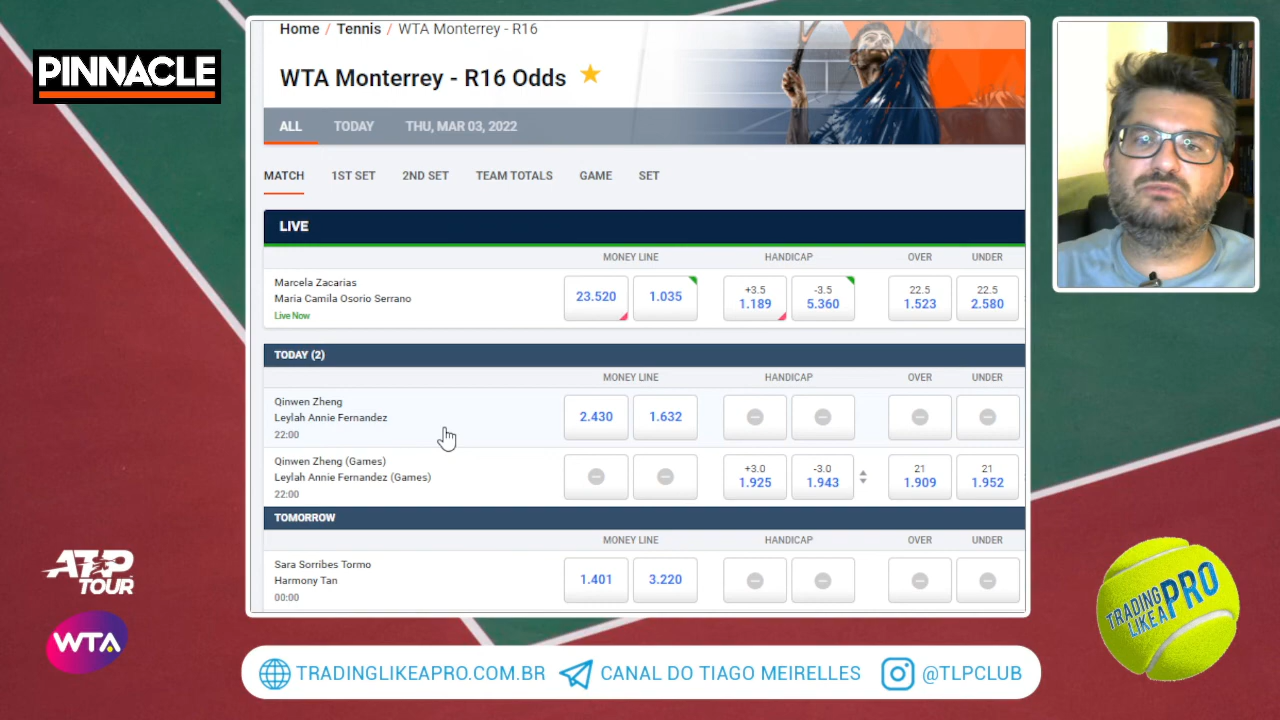 PINNACLE
Home / Tennis / WTA Monterrey - R16
WTA Monterrey - R16 Odds
ALL TODAY THU, MAR 03, 2022
MATCH 1ST SET 2ND SET TEAM TOTALS GAME SET
LIVE
MONEY LINE HANDICAP OVER UNDER
Marcela Zacarias
Maria Camila Osorio Serrano
Live Now
23.520 1.035 +3.5 1.189 -3.5 5.360 22.5 1.523 22.5 2.580
TODAY (2)
MONEY LINE HANDICAP OVER UNDER
Qinwen Zheng
Leylah Annie Fernandez
22:00
2.430 1.632
Qinwen Zheng (Games)
Leylah Annie Fernandez (Games)
22:00
+3.0 1.925 -3.0 1.943 21 1.909 21 1.952
TOMORROW
MONEY LINE HANDICAP OVER UNDER
Sara Sorribes Tormo
Harmony Tan
00:00
1.401 3.220
ATP TOUR
WTA
TRADING LIKE A PRO
TRADINGLIKEAPRO.COM.BR CANAL DO TIAGO MEIRELLES @TLPCLUB